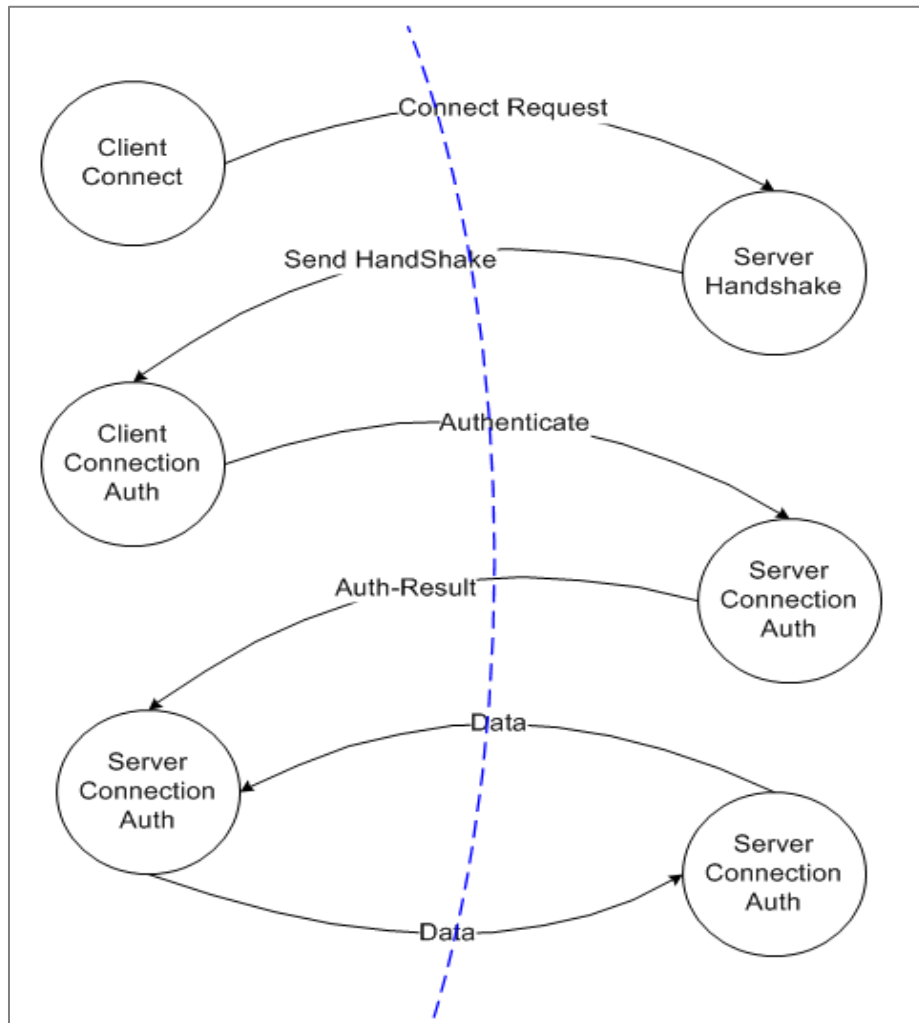 Client
Connect
Connect Request
Server
Handshake
Send HandShake
Client
Connection
Auth
Authenticate
Server
Connection
Auth
Auth-Result
Server
Connection
Auth
Data
Server
Connection
Auth
Data